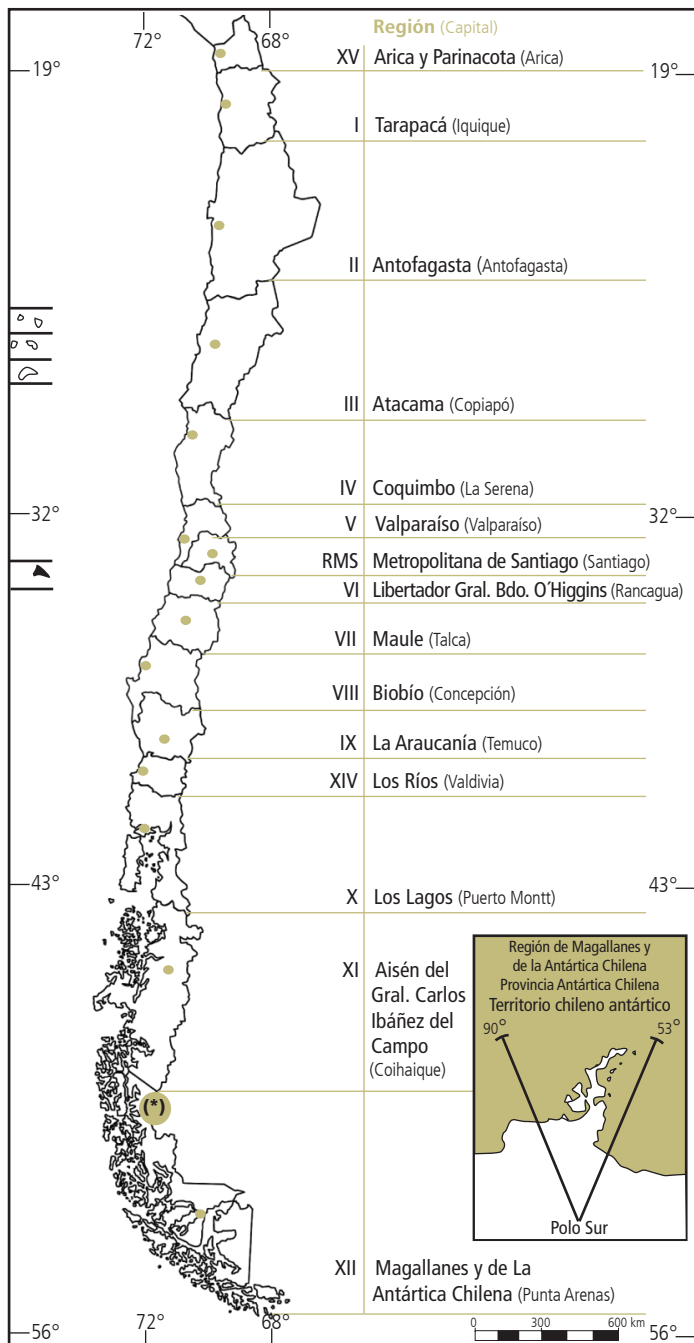 72° 68°
Región (Capital)
XV Arica y Parinacota (Arica)
19° 19°
I Tarapacá (Iquique)
II Antofagasta (Antofagasta)
III Atacama (Copiapó)
IV Coquimbo (La Serena)
32° 32°
V Valparaíso (Valparaíso)
RMS Metropolitana de Santiago (Santiago)
VI Libertador Gral. Bdo. O´Higgins (Rancagua)
VII Maule (Talca)
VIII Biobío (Concepción)
IX La Araucanía (Temuco)
XIV Los Ríos (Valdivia)
43° 43°
X Los Lagos (Puerto Montt)
XI Aisén del
Gral. Carlos
Ibáñez del
Campo
(Coihaique)
(*)
Región de Magallanes y
de la Antártica Chilena
Provincia Antártica Chilena
Territorio chileno antártico
90° 53°
Polo Sur
XII Magallanes y de La
Antártica Chilena (Punta Arenas)
56° 72° 68° 56°
0 300 600 km